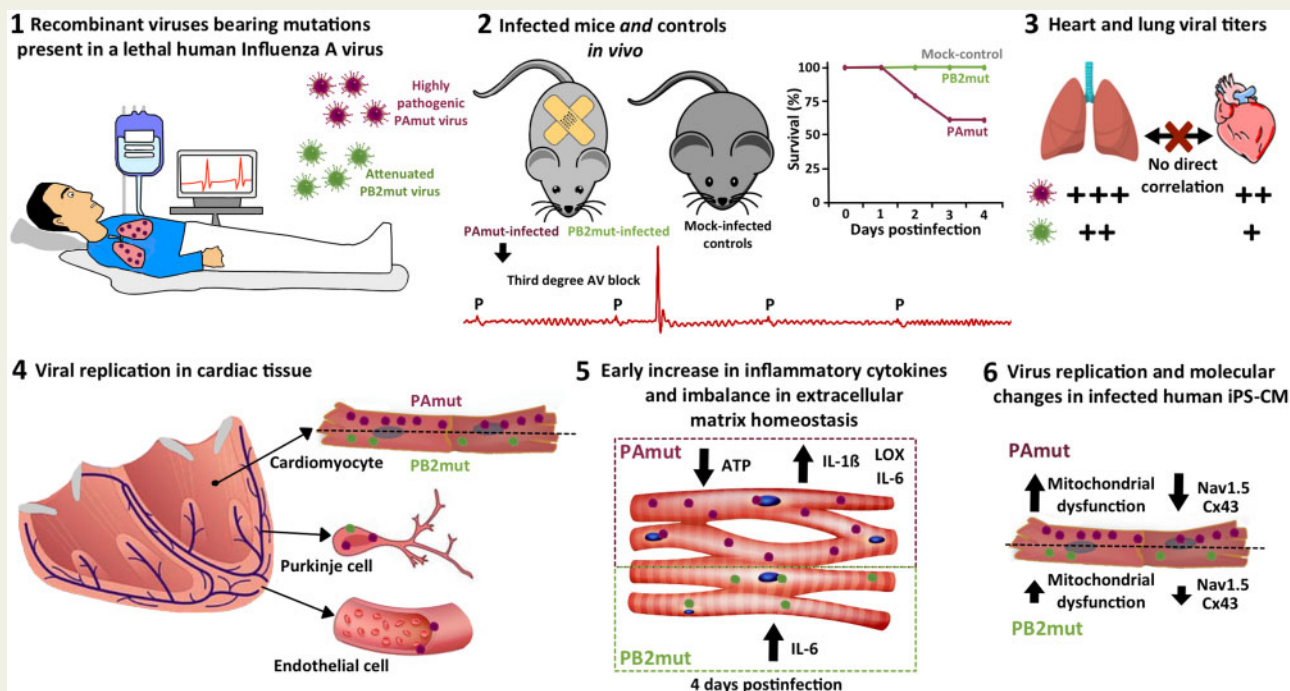 1 Recombinant viruses bearing mutations
present in a lethal human Influenza A virus
Highly
pathogenic
PAmut virus
Attenuated
PB2mut virus
2 Infected mice and controls
in vivo
PAmut-infected PB2mut-infected
Mock-infected
controls
Third degree AV block
P P P P
Survival (%)
100
75
50
25
0
Mock-control
PB2mut
PAmut
0 1 2 3 4
Days postinfection
3 Heart and lung viral titers
No direct
correlation
+++ ++
++ +
4 Viral replication in cardiac tissue
PAmut
Cardiomyocyte
PB2mut
Purkinje cell
Endothelial cell
5 Early increase in inflammatory cytokines
and imbalance in extracellular
matrix homeostasis
PAmut
ATP
IL-1ß
LOX
IL-6
PB2mut
IL-6
4 days postinfection
6 Virus replication and molecular
changes in infected human iPS-CM
PAmut
Mitochondrial
dysfunction
Nav1.5
Cx43
Mitochondrial
dysfunction
Nav1.5
Cx43
PB2mut